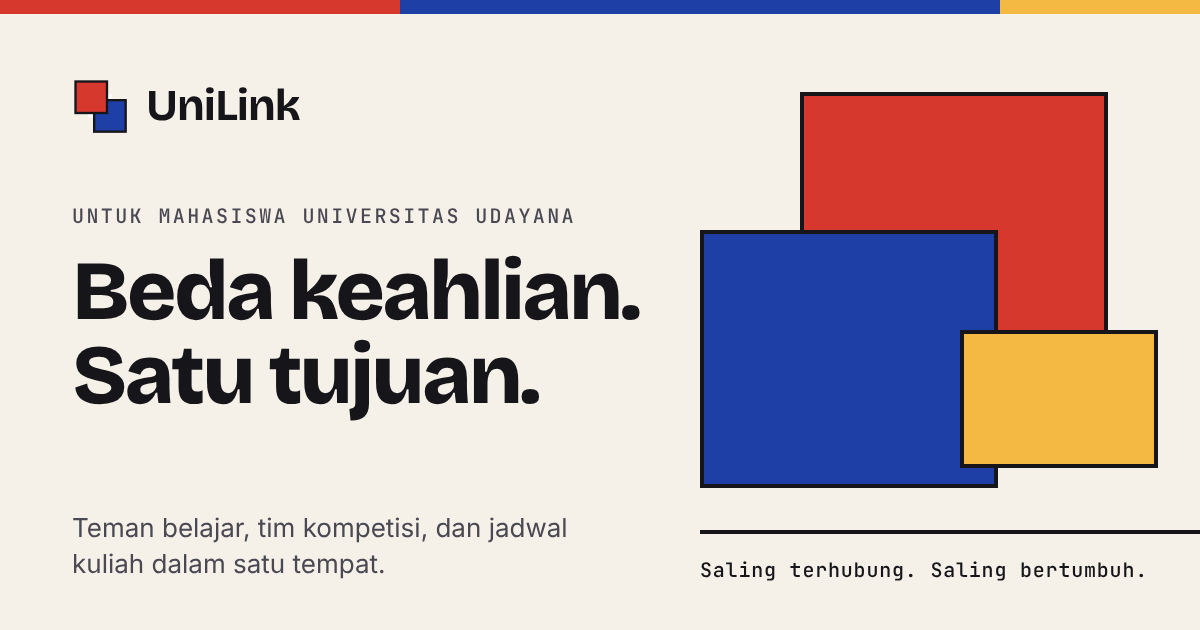 UniLink
UNTUK MAHASISWA UNIVERSITAS UDAYANA
Beda keahlian.
Satu tujuan.
Teman belajar, tim kompetisi, dan jadwal
kuliah dalam satu tempat.
Saling terhubung. Saling bertumbuh.